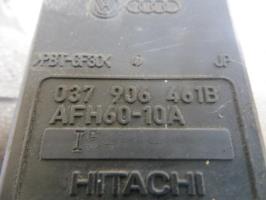 >PBT-GF30<
JP
037 906 461B
AFH60-10A
HITACHI